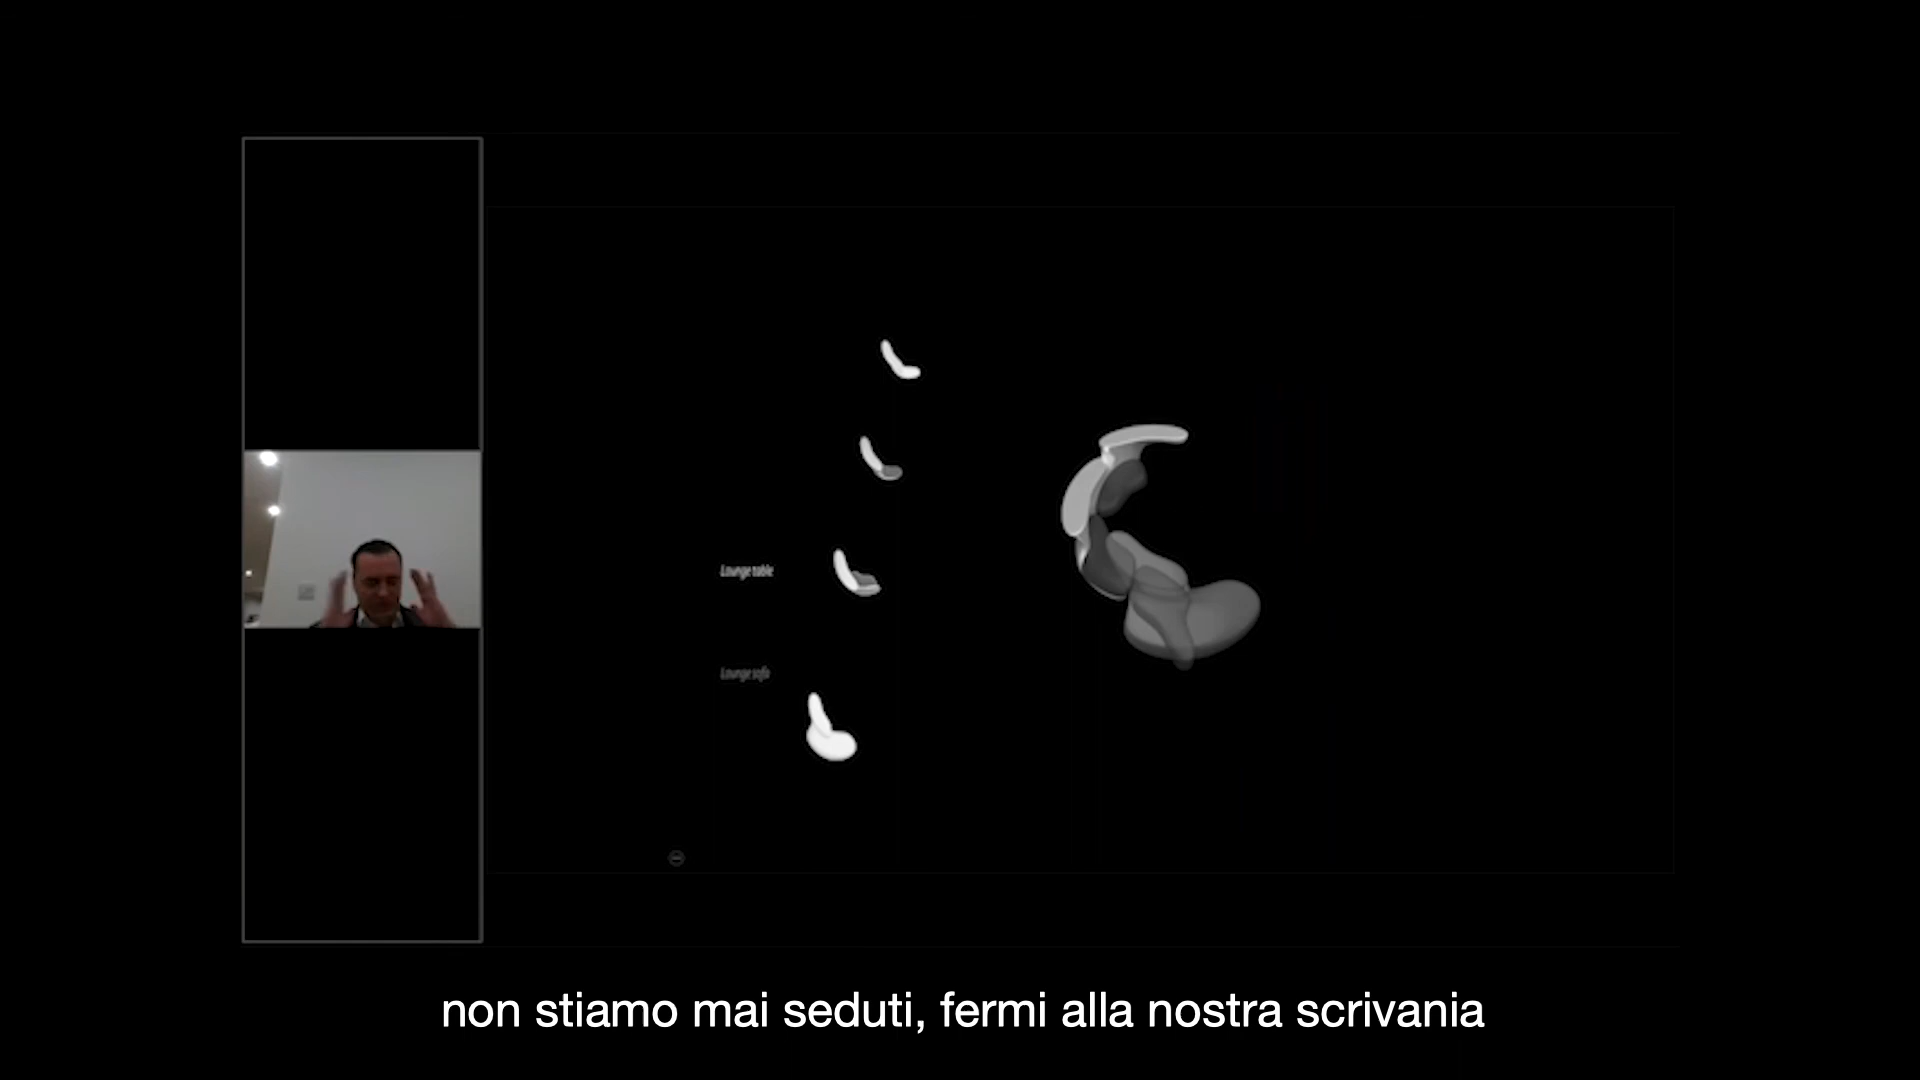 Lounge table
Lounge sofa
non stiamo mai seduti, fermi alla nostra scrivania